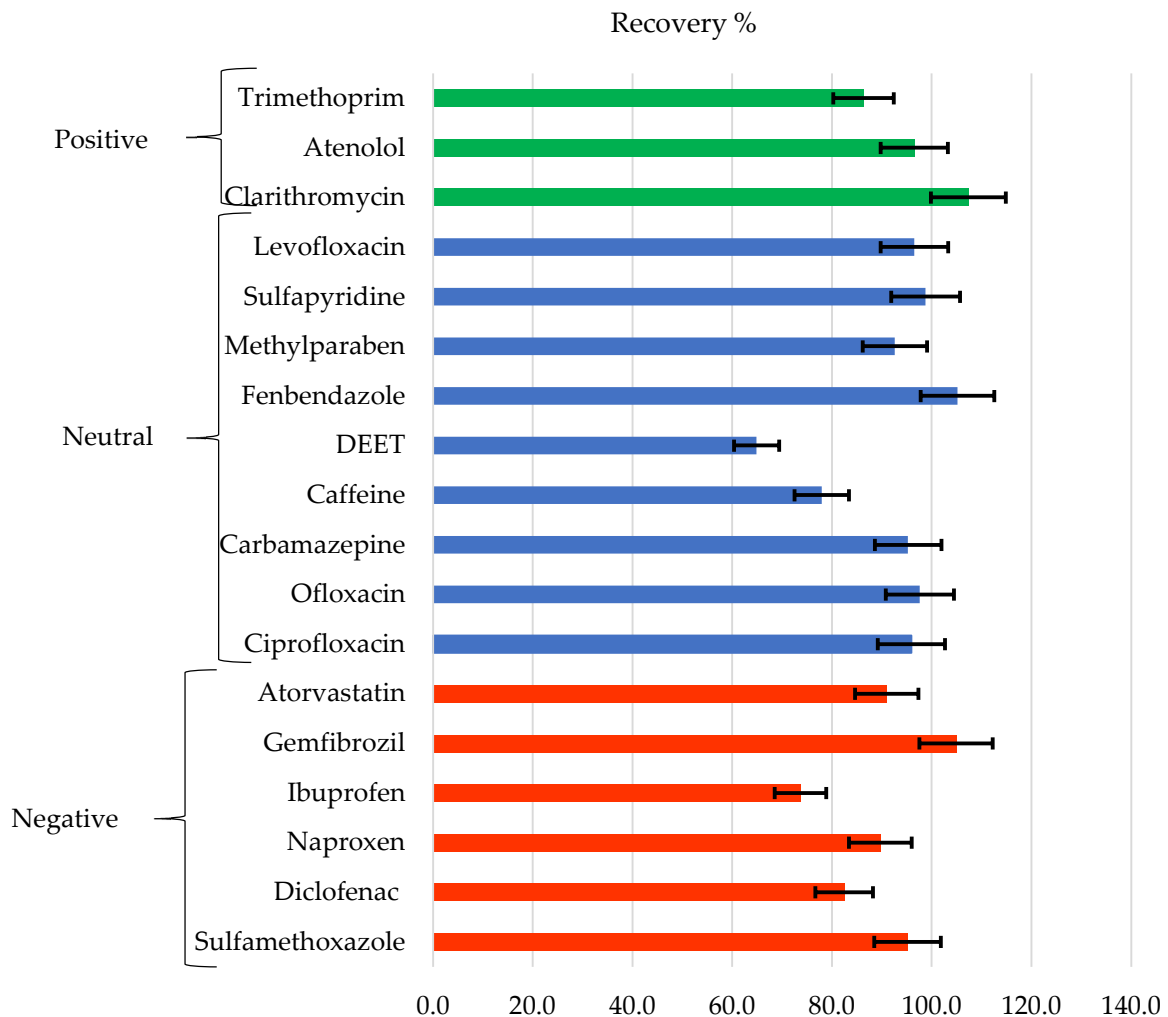 Recovery %
Positive
Trimethoprim
Atenolol
Clarithromycin
Neutral
Levofloxacin
Sulfapyridine
Methylparaben
Fenbendazole
DEET
Caffeine
Carbamazepine
Ofloxacin
Ciprofloxacin
Negative
Atorvastatin
Gemfibrozil
Ibuprofen
Naproxen
Diclofenac
Sulfamethoxazole
0.0 20.0 40.0 60.0 80.0 100.0 120.0 140.0